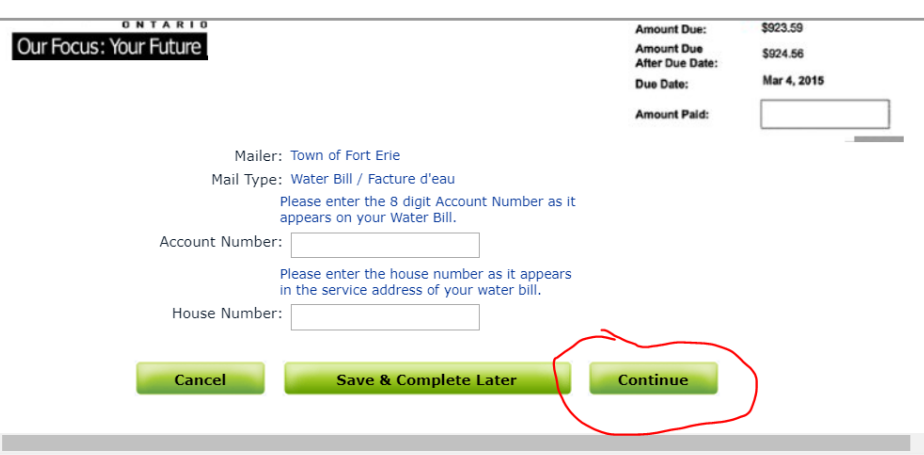 ONTARIO
Our Focus: Your Future
Amount Due: $923.59
Amount Due
After Due Date: $924.56
Due Date: Mar 4, 2015
Amount Paid:
Mailer: Town of Fort Erie
Mail Type: Water Bill / Facture d'eau
Please enter the 8 digit Account Number as it
appears on your Water Bill.
Account Number:
Please enter the house number as it appears
in the service address of your water bill.
House Number:
Cancel Save & Complete Later Continue